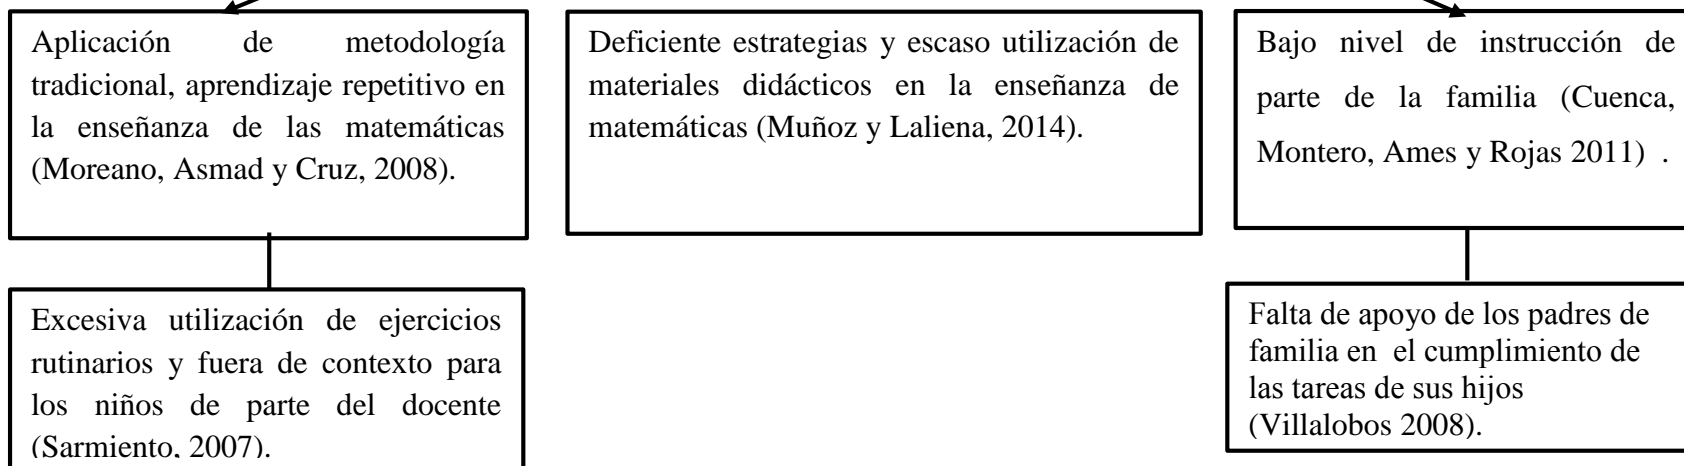 Aplicación de metodología
tradicional, aprendizaje repetitivo en
la enseñanza de las matemáticas
(Moreano, Asmad y Cruz, 2008).
Deficiente estrategias y escaso utilización de
materiales didácticos en la enseñanza de
matemáticas (Muñoz y Laliena, 2014).
Bajo nivel de instrucción de
parte de la familia (Cuenca,
Montero, Ames y Rojas 2011) .
Excesiva utilización de ejercicios
rutinarios y fuera de contexto para
los niños de parte del docente
(Sarmiento, 2007).
Falta de apoyo de los padres de
familia en el cumplimiento de
las tareas de sus hijos
(Villalobos 2008).